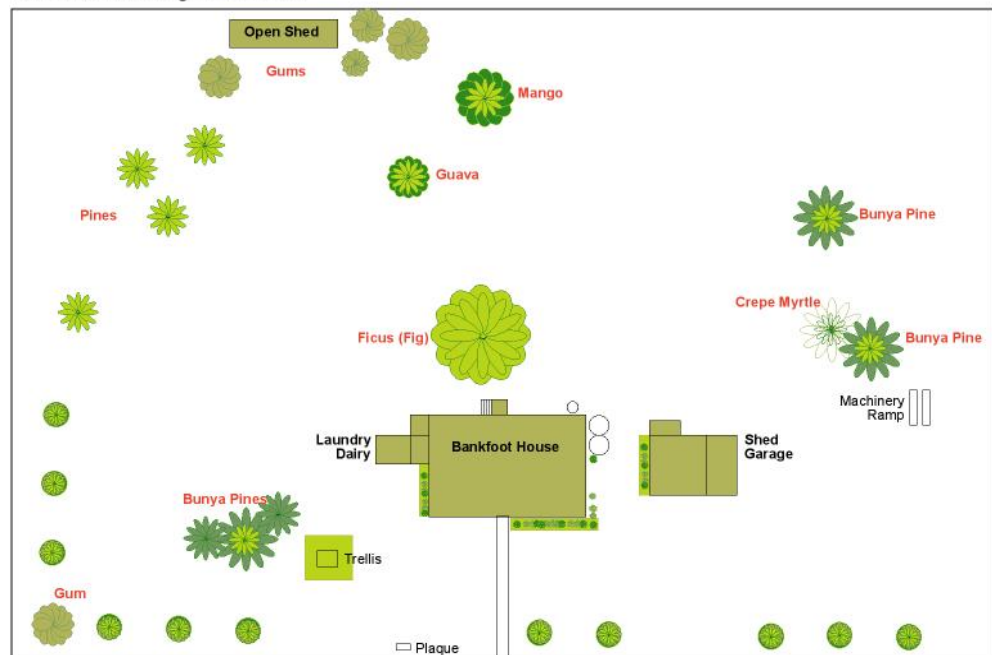 Open Shed
Gums
Mango
Guava
Pines
Bunya Pine
Crepe Myrtle
Ficus (Fig)
Bunya Pine
Machinery
Ramp
Laundry
Dairy
Bankfoot House
Shed
Garage
Bunya Pines
Trellis
Gum
Plaque